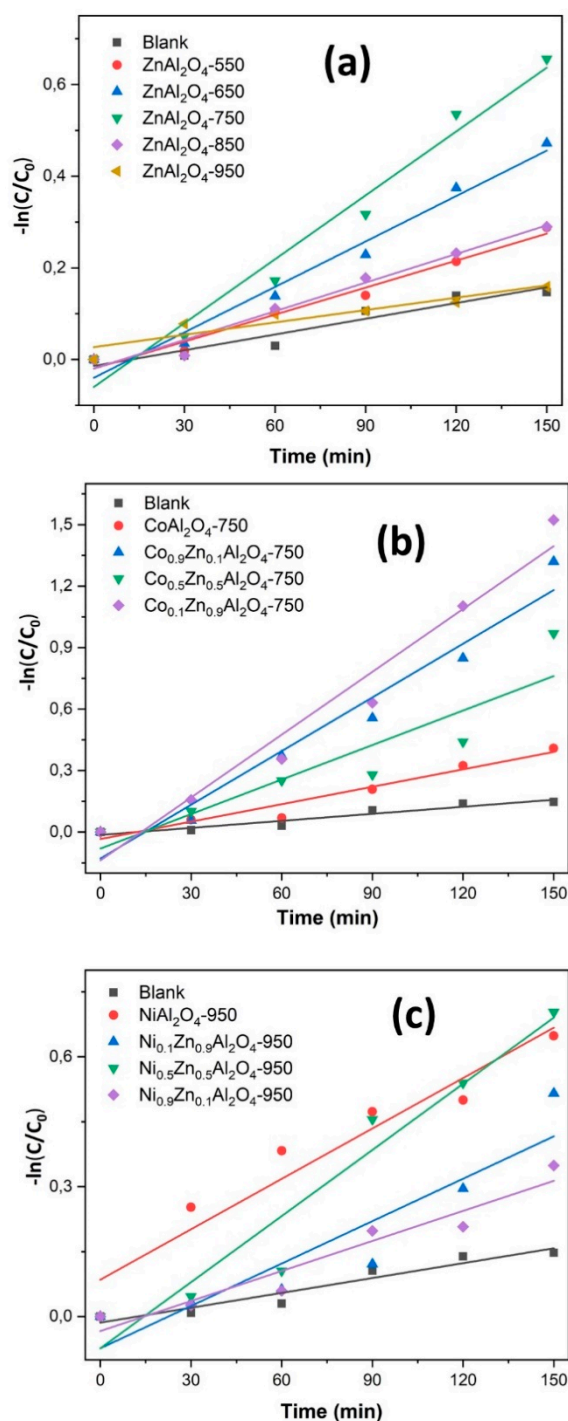 (a)
Blank
ZnAl₂O₄-550
ZnAl₂O₄-650
ZnAl₂O₄-750
ZnAl₂O₄-850
ZnAl₂O₄-950
-ln(C/C₀)
0,6
0,4
0,2
0,0
0 30 60 90 120 150
Time (min)
(b)
Blank
CoAl₂O₄-750
Co₀.₉Zn₀.₁Al₂O₄-750
Co₀.₅Zn₀.₅Al₂O₄-750
Co₀.₁Zn₀.₉Al₂O₄-750
-ln(C/C₀)
1,5
1,2
0,9
0,6
0,3
0,0
0 30 60 90 120 150
Time (min)
(c)
Blank
NiAl₂O₄-950
Ni₀.₁Zn₀.₉Al₂O₄-950
Ni₀.₅Zn₀.₅Al₂O₄-950
Ni₀.₉Zn₀.₁Al₂O₄-950
-ln(C/C₀)
0,6
0,3
0,0
0 30 60 90 120 150
Time (min)